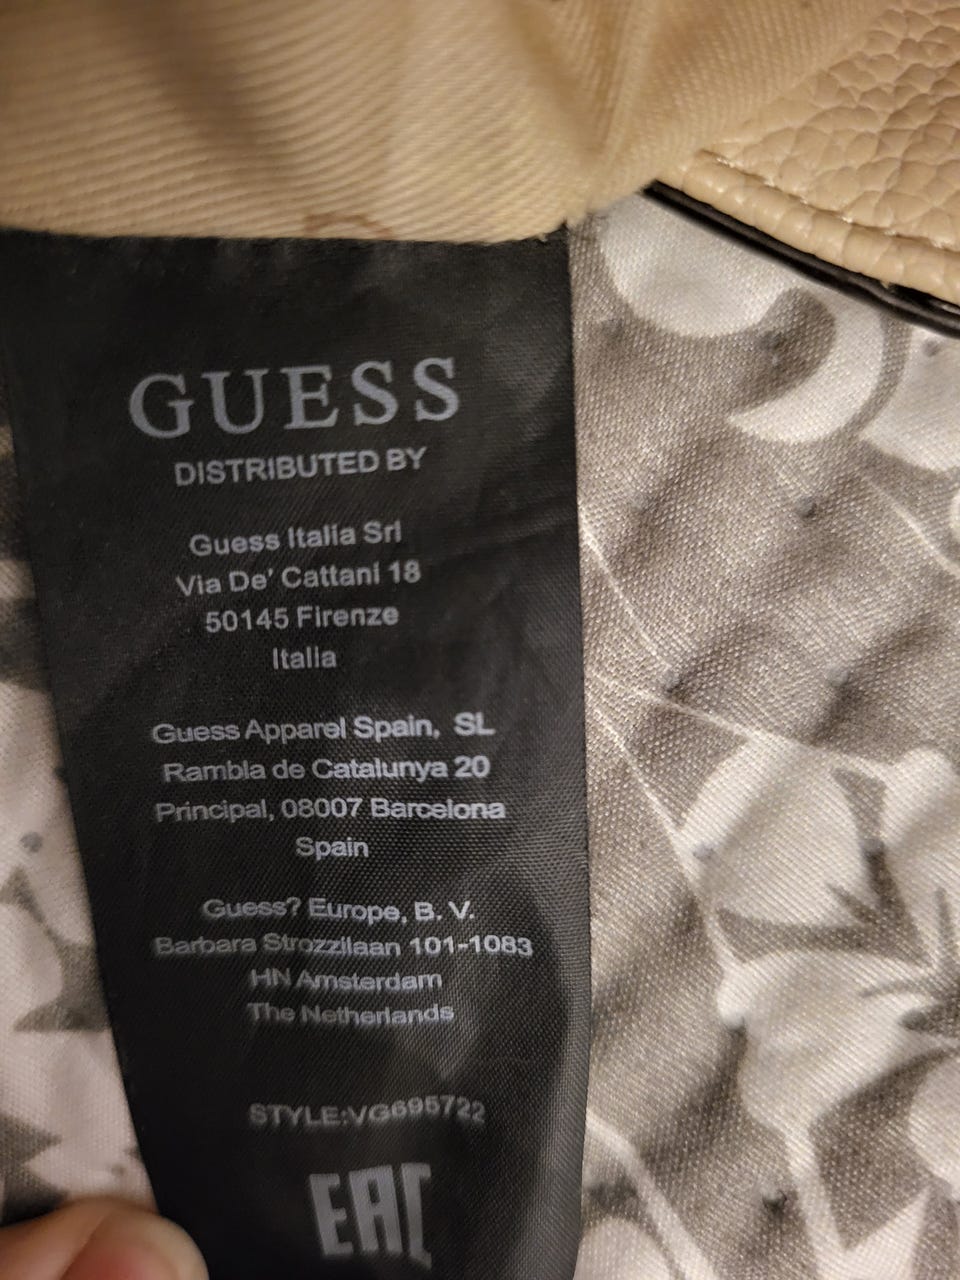 GUESS
DISTRIBUTED BY
Guess Italia Srl
Via De' Cattani 18
50145 Firenze
Italia
Guess Apparel Spain, SL
Rambla de Catalunya 20
Principal, 08007 Barcelona
Spain
Guess? Europe, B. V.
Barbara Strozzilaan 101-1083
HN Amsterdam
The Netherlands
STYLE:VG695722
EAC